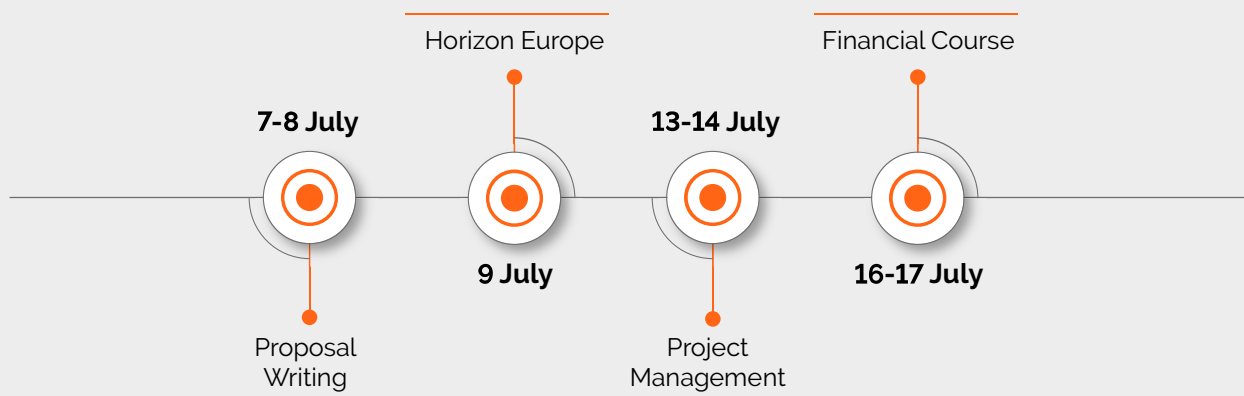 Horizon Europe
Financial Course
7-8 July
13-14 July
9 July
16-17 July
Proposal
Writing
Project
Management